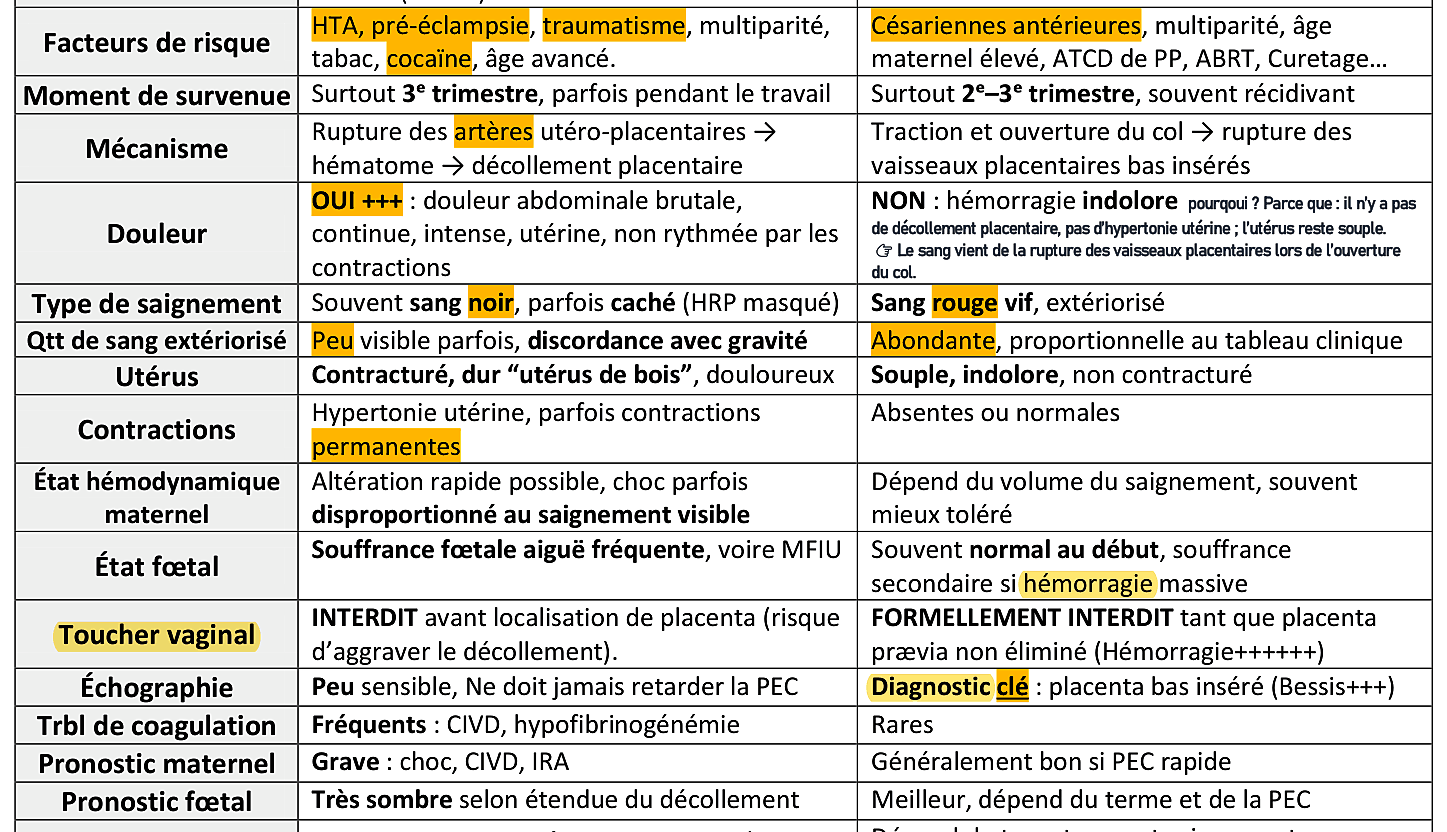 Facteurs de risque
HTA, pré-éclampsie, traumatisme, multiparité,
tabac, cocaïne, âge avancé.
Césariennes antérieures, multiparité, âge
maternel élevé, ATCD de PP, ABRT, Curetage…
Moment de survenue
Surtout 3e trimestre, parfois pendant le travail
Surtout 2e–3e trimestre, souvent récidivant
Mécanisme
Rupture des artères utéro-placentaires →
hématome → décollement placentaire
Traction et ouverture du col → rupture des
vaisseaux placentaires bas insérés
Douleur
OUI +++ : douleur abdominale brutale,
continue, intense, utérine, non rythmée par les
contractions
NON : hémorragie indolore pourqoui ? Parce que : il n'y a pas
de décollement placentaire, pas d'hypertonie utérine ; l'utérus reste souple.
👉 Le sang vient de la rupture des vaisseaux placentaires lors de l'ouverture
du col.
Type de saignement
Souvent sang noir, parfois caché (HRP masqué)
Sang rouge vif, extériorisé
Qtt de sang extériorisé
Peu visible parfois, discordance avec gravité
Abondante, proportionnelle au tableau clinique
Utérus
Contracturé, dur “utérus de bois”, douloureux
Souple, indolore, non contracturé
Contractions
Hypertonie utérine, parfois contractions
permanentes
Absentes ou normales
État hémodynamique
maternel
Altération rapide possible, choc parfois
disproportionné au saignement visible
Dépend du volume du saignement, souvent
mieux toléré
État fœtal
Souffrance fœtale aiguë fréquente, voire MFIU
Souvent normal au début, souffrance
secondaire si hémorragie massive
Toucher vaginal
INTERDIT avant localisation de placenta (risque
d’aggraver le décollement).
FORMELLEMENT INTERDIT tant que placenta
prævia non éliminé (Hémorragie++++++)
Échographie
Peu sensible, Ne doit jamais retarder la PEC
Diagnostic clé : placenta bas inséré (Bessis+++)
Trbl de coagulation
Fréquents : CIVD, hypofibrinogénémie
Rares
Pronostic maternel
Grave : choc, CIVD, IRA
Généralement bon si PEC rapide
Pronostic fœtal
Très sombre selon étendue du décollement
Meilleur, dépend du terme et de la PEC